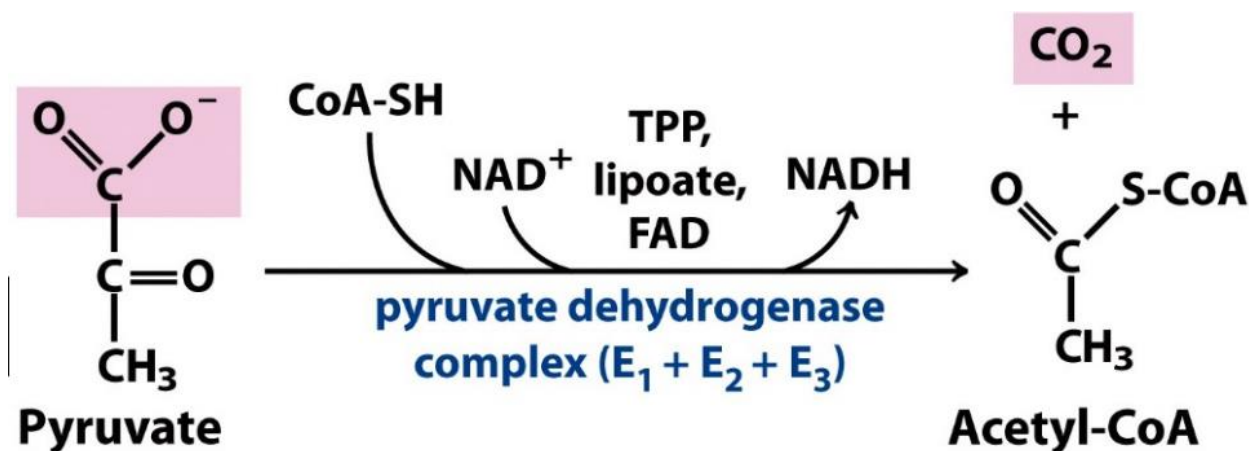 O O⁻
C
C=O
CH₃
Pyruvate
CoA-SH
NAD⁺
TPP,
lipoate,
FAD
NADH
pyruvate dehydrogenase
complex (E₁ + E₂ + E₃)
CO₂
+
O S-CoA
C
CH₃
Acetyl-CoA